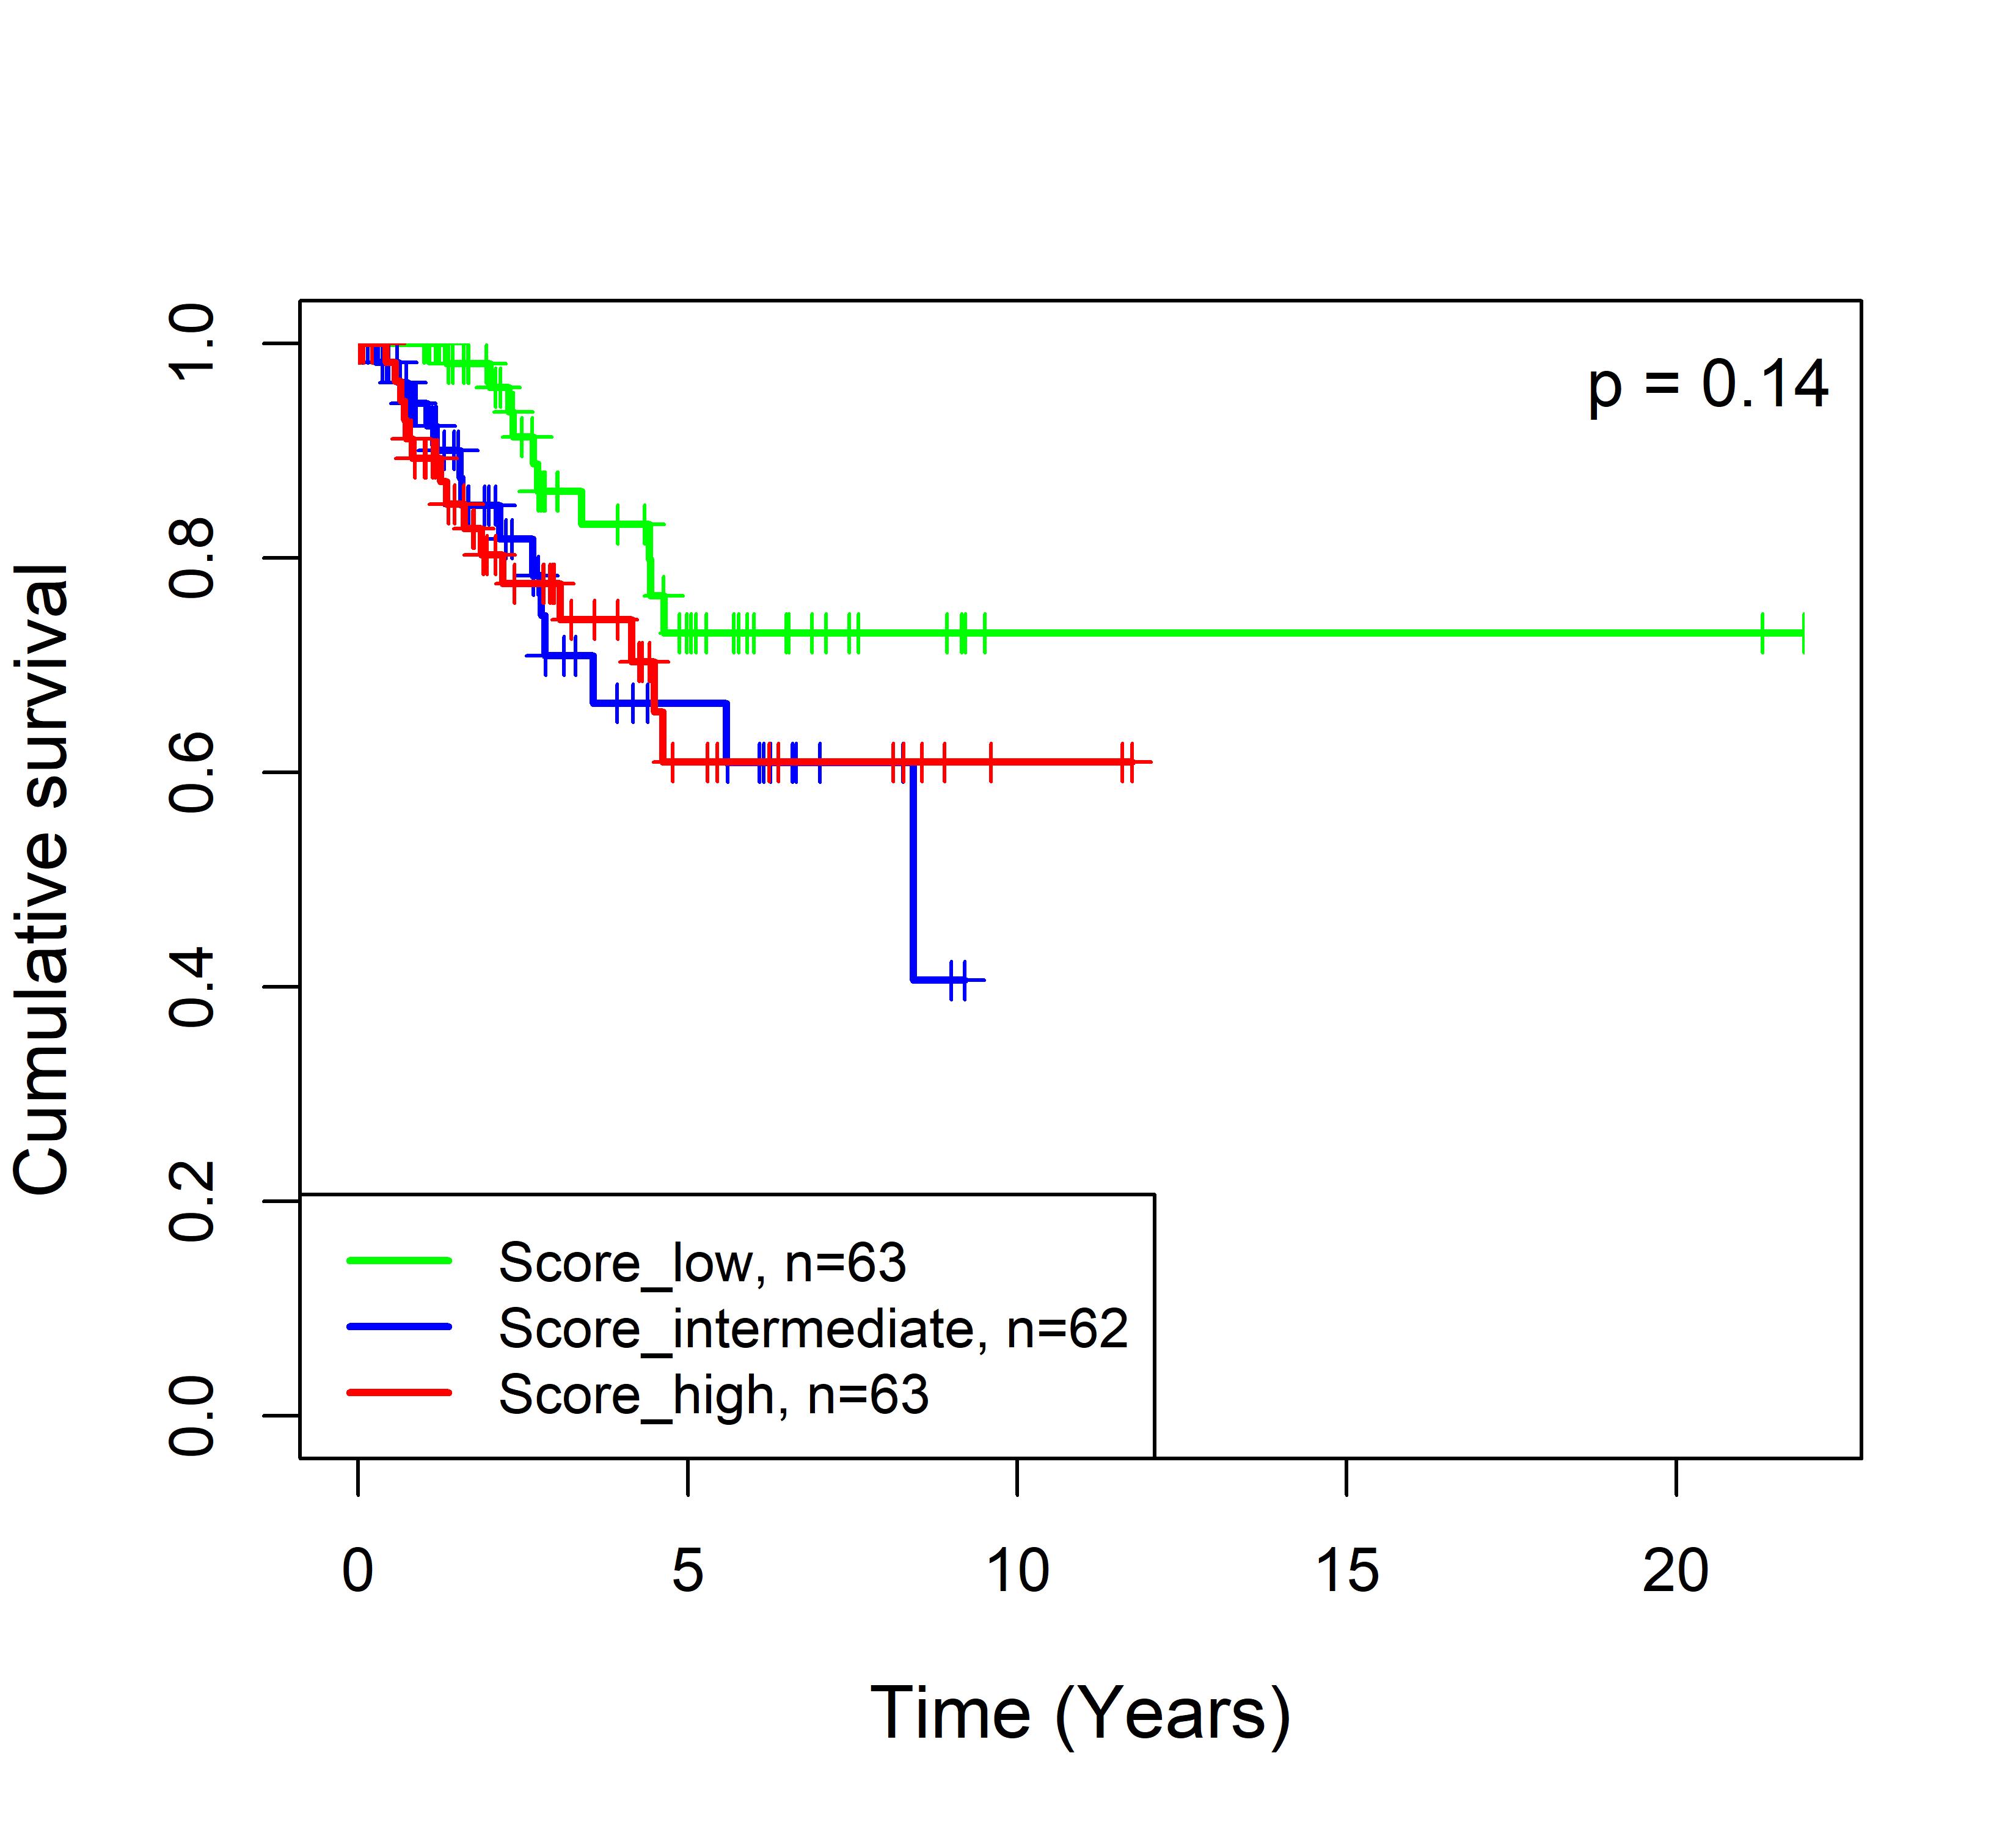 p = 0.14
Cumulative survival
1.0
0.8
0.6
0.4
0.2
0.0
Score_low, n=63
Score_intermediate, n=62
Score_high, n=63
0 5 10 15 20
Time (Years)